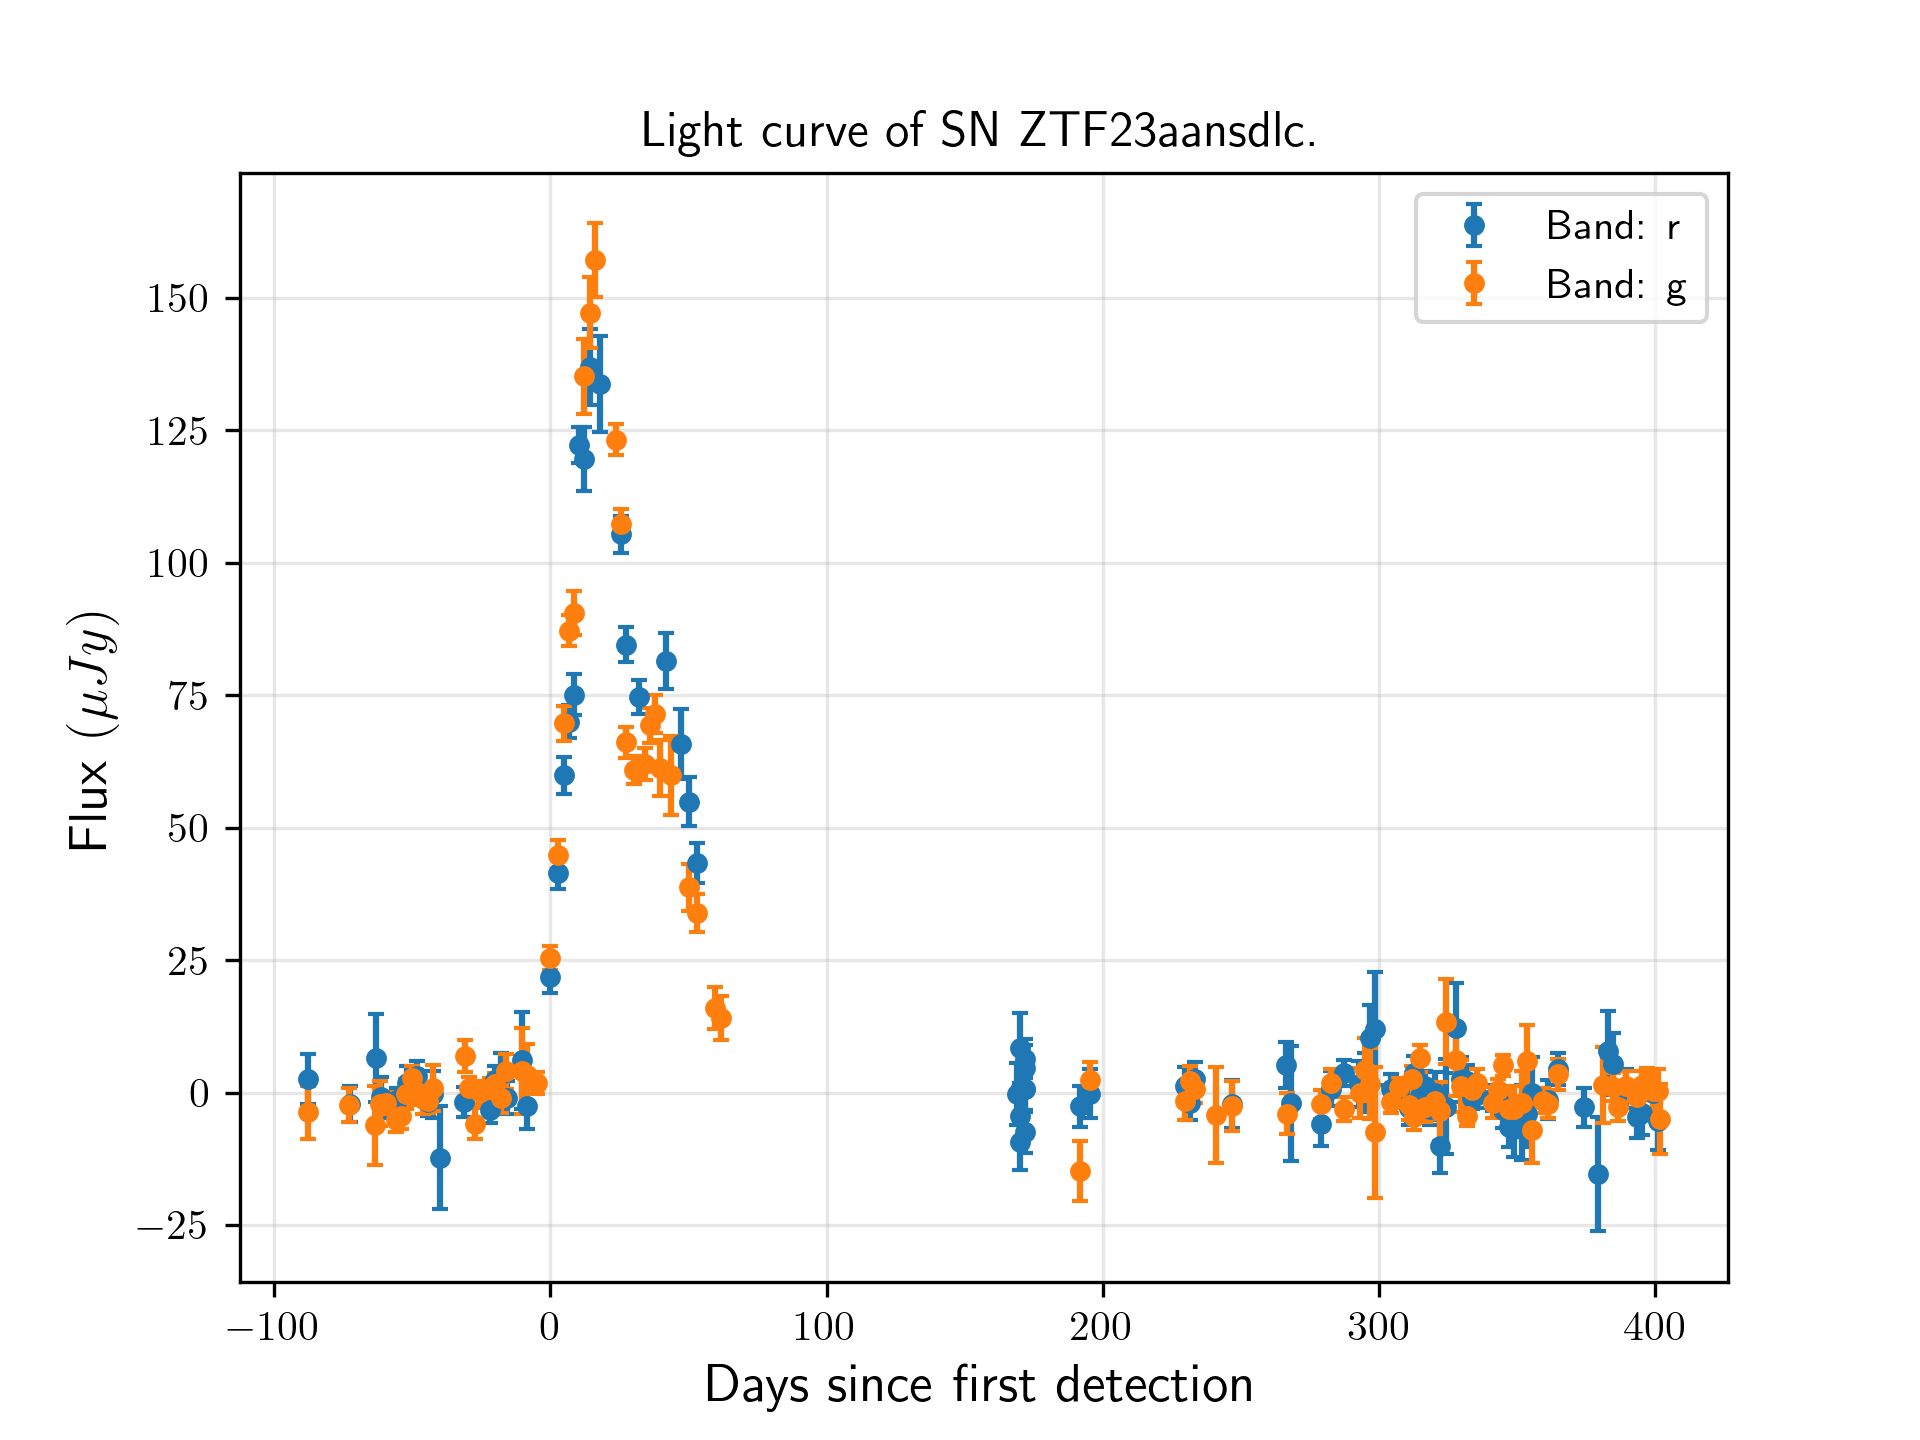 Light curve of SN ZTF23aansdlc.
Band: r
Band: g
Flux (μJy)
150
125
100
75
50
25
0
−25
−100 0 100 200 300 400
Days since first detection